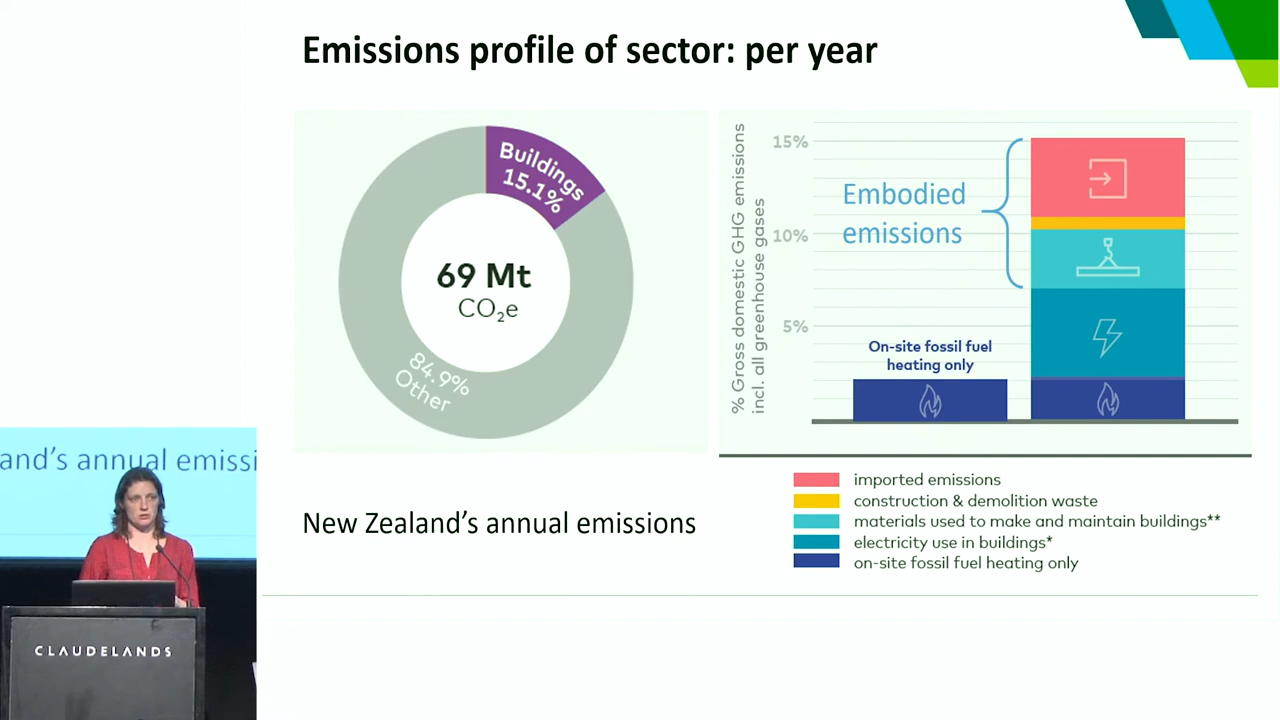 Emissions profile of sector: per year
Buildings
15.1%
69 Mt
CO₂e
84.9%
Other
% Gross domestic GHG emissions
incl. all greenhouse gases
15%
10%
5%
Embodied
emissions
On-site fossil fuel
heating only
imported emissions
construction & demolition waste
materials used to make and maintain buildings**
electricity use in buildings*
on-site fossil fuel heating only
New Zealand's annual emissions
and's annual emissi
CLAUDELANDS